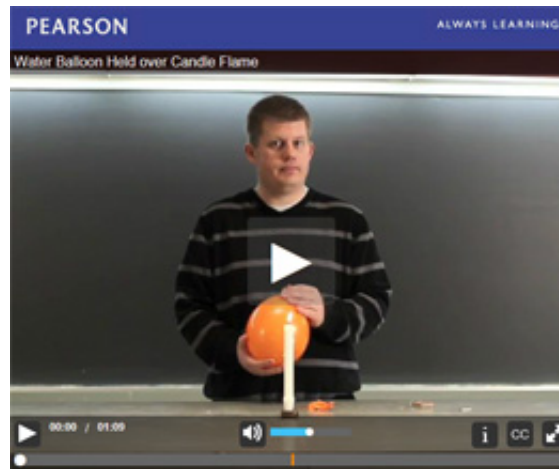 PEARSON
ALWAYS LEARNING
Water Balloon Held over Candle Flame
00:00 / 01:09
i
CC